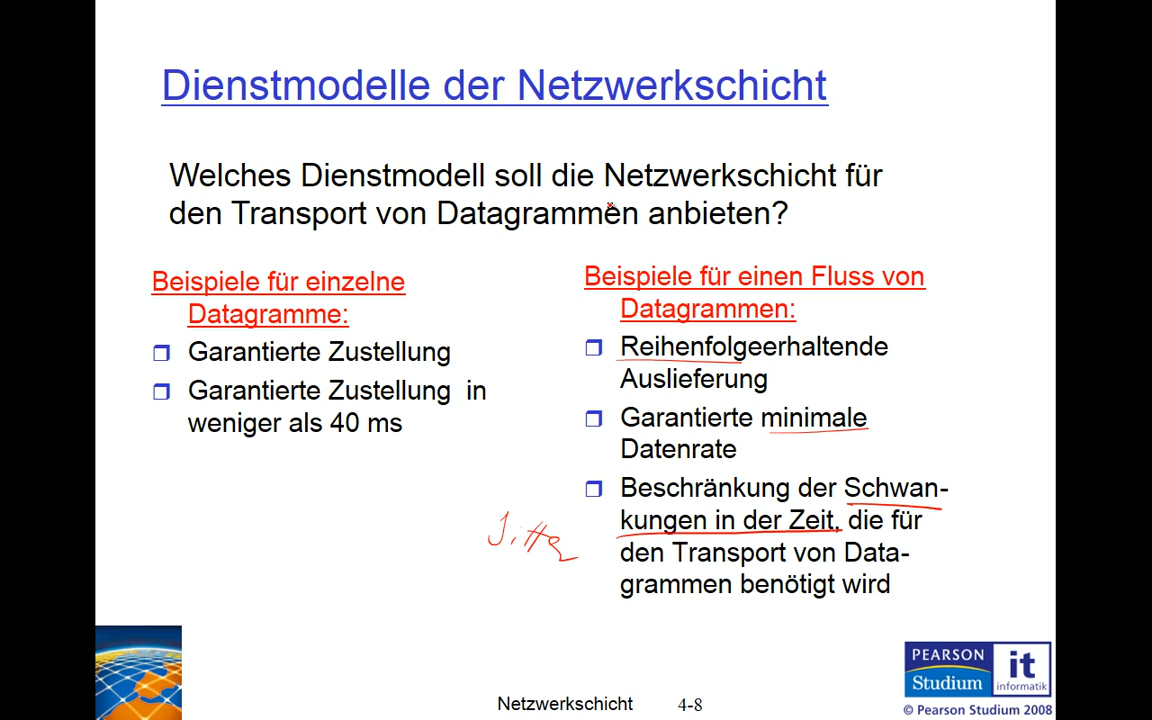 Dienstmodelle der Netzwerkschicht
Welches Dienstmodell soll die Netzwerkschicht für
den Transport von Datagrammen anbieten?
Beispiele für einzelne
Datagramme:
Garantierte Zustellung
Garantierte Zustellung in
weniger als 40 ms
Beispiele für einen Fluss von
Datagrammen:
Reihenfolgeerhaltende
Auslieferung
Garantierte minimale
Datenrate
Beschränkung der Schwan-
kungen in der Zeit, die für
den Transport von Data-
grammen benötigt wird
Jitter
Netzwerkschicht 4-8
PEARSON
Studium
it
informatik
© Pearson Studium 2008